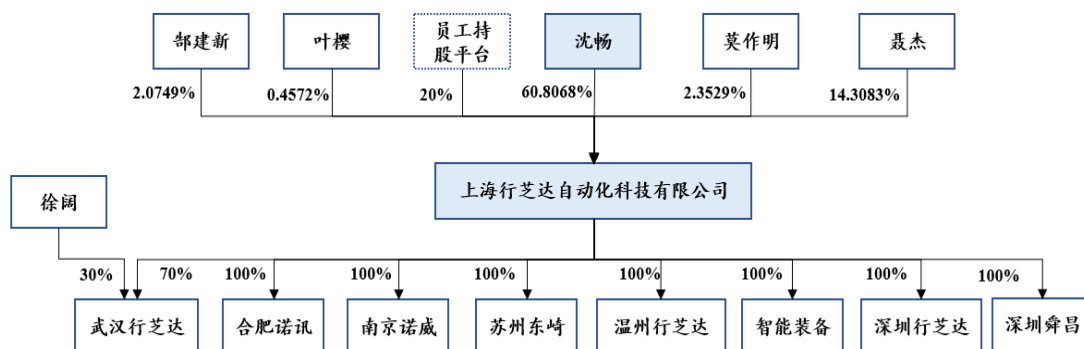 郜建新
叶樱
员工持
股平台
沈畅
莫作明
聂杰
2.0749%
0.4572%
20%
60.8068%
2.3529%
14.3083%
上海行芝达自动化科技有限公司
徐阔
30%
70%
100%
100%
100%
100%
100%
100%
100%
武汉行芝达
合肥诺讯
南京诺威
苏州东崎
温州行芝达
智能装备
深圳行芝达
深圳舜昌